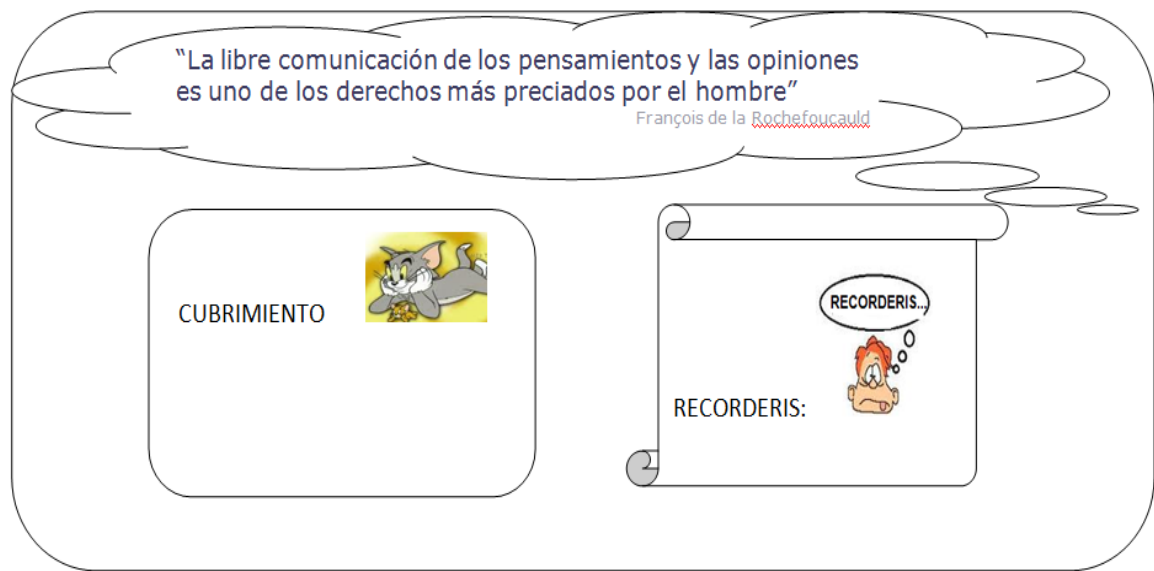 “La libre comunicación de los pensamientos y las opiniones
es uno de los derechos más preciados por el hombre”
François de la Rochefoucauld
CUBRIMIENTO
RECORDERIS...
RECORDERIS: